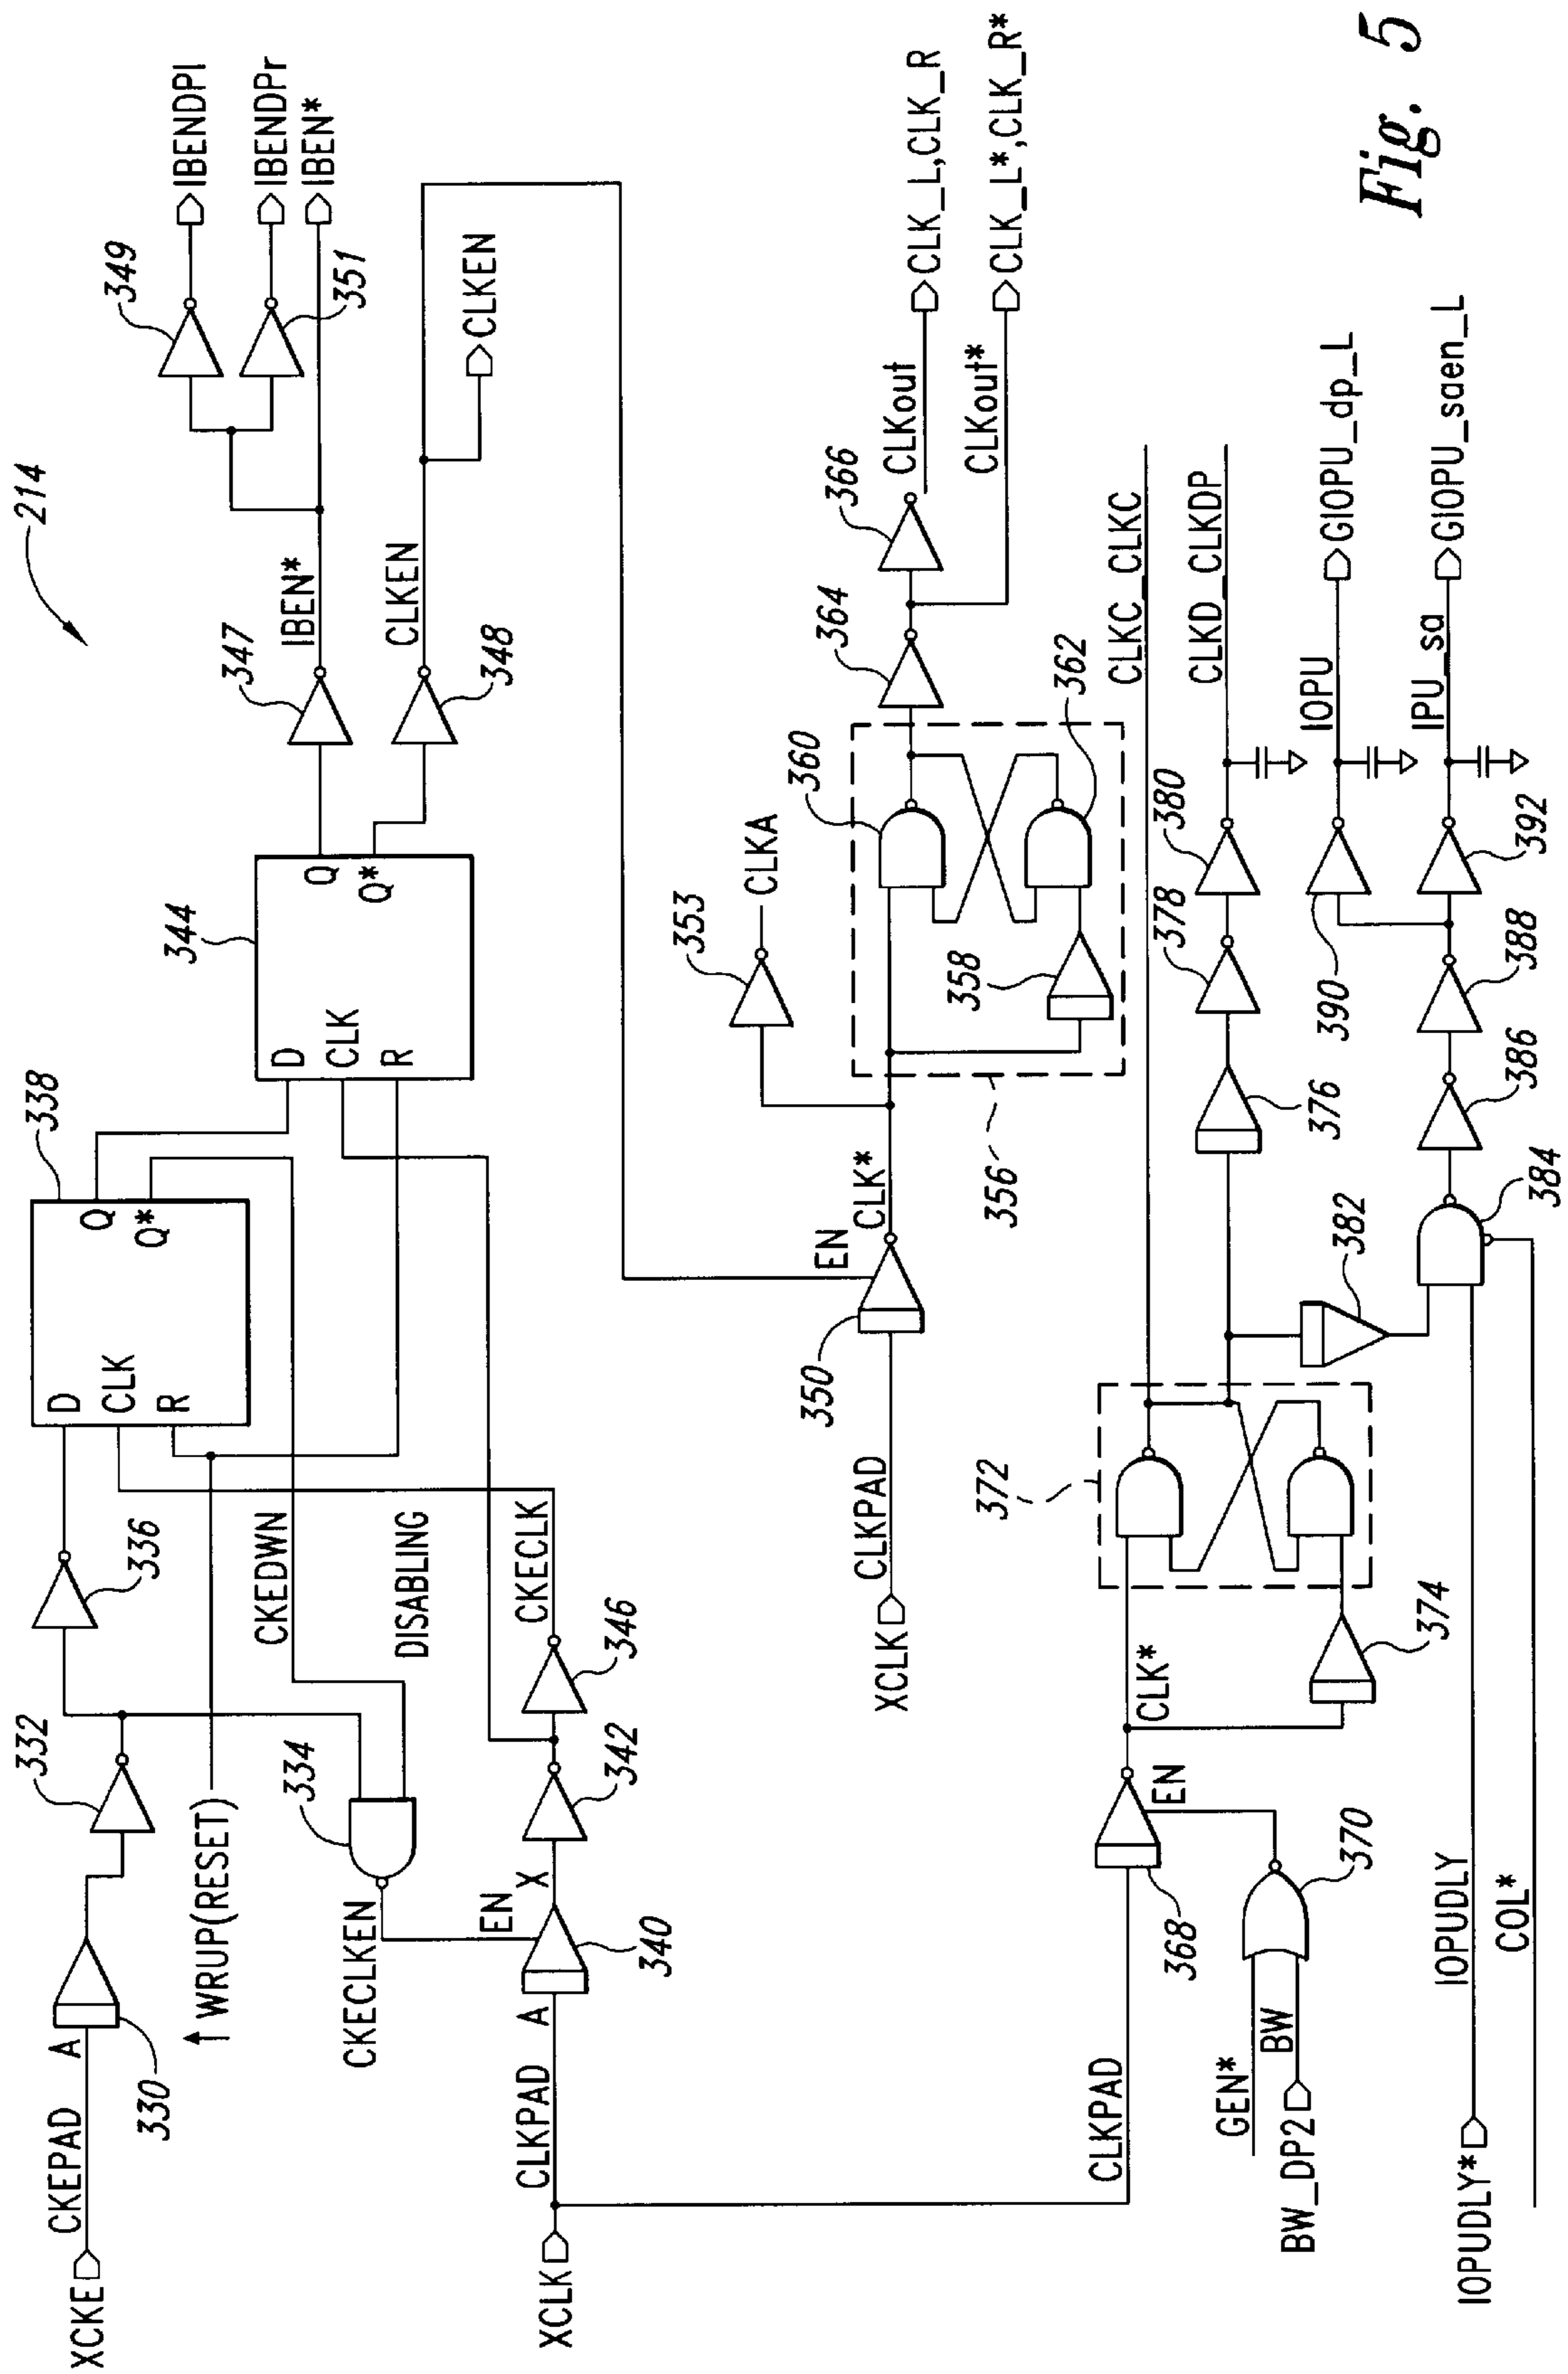 214
XCKE
CKEPAD
A
330
332
336
338
D
CLK
R
Q
Q*
WRUP(RESET)
CKEDWN
DISABLING
334
CKECLKEN
EN
XCLK
CLKPAD
A
X
340
342
346
CKECLK
344
D
CLK
R
Q
Q*
347
IBEN*
348
CLKEN
349
351
IBENDPl
IBENDPr
IBEN*
CLKEN
XCLK
CLKPAD
350
EN
CLK*
353
CLKA
356
358
360
362
364
366
CLKout
CLKout*
CLK_L,CLK_R
CLK_L*,CLK_R*
CLKPAD
368
EN
370
GEN*
BW
BW_DP2
CLK*
372
374
CLKC_CLKC
376
378
380
CLKD_CLKDP
382
384
386
388
390
392
IOPU
IPU_sa
GIOPU_dp_L
GIOPU_saen_L
IOPUDLY*
IOPUDLY
COL*
Fig. 5